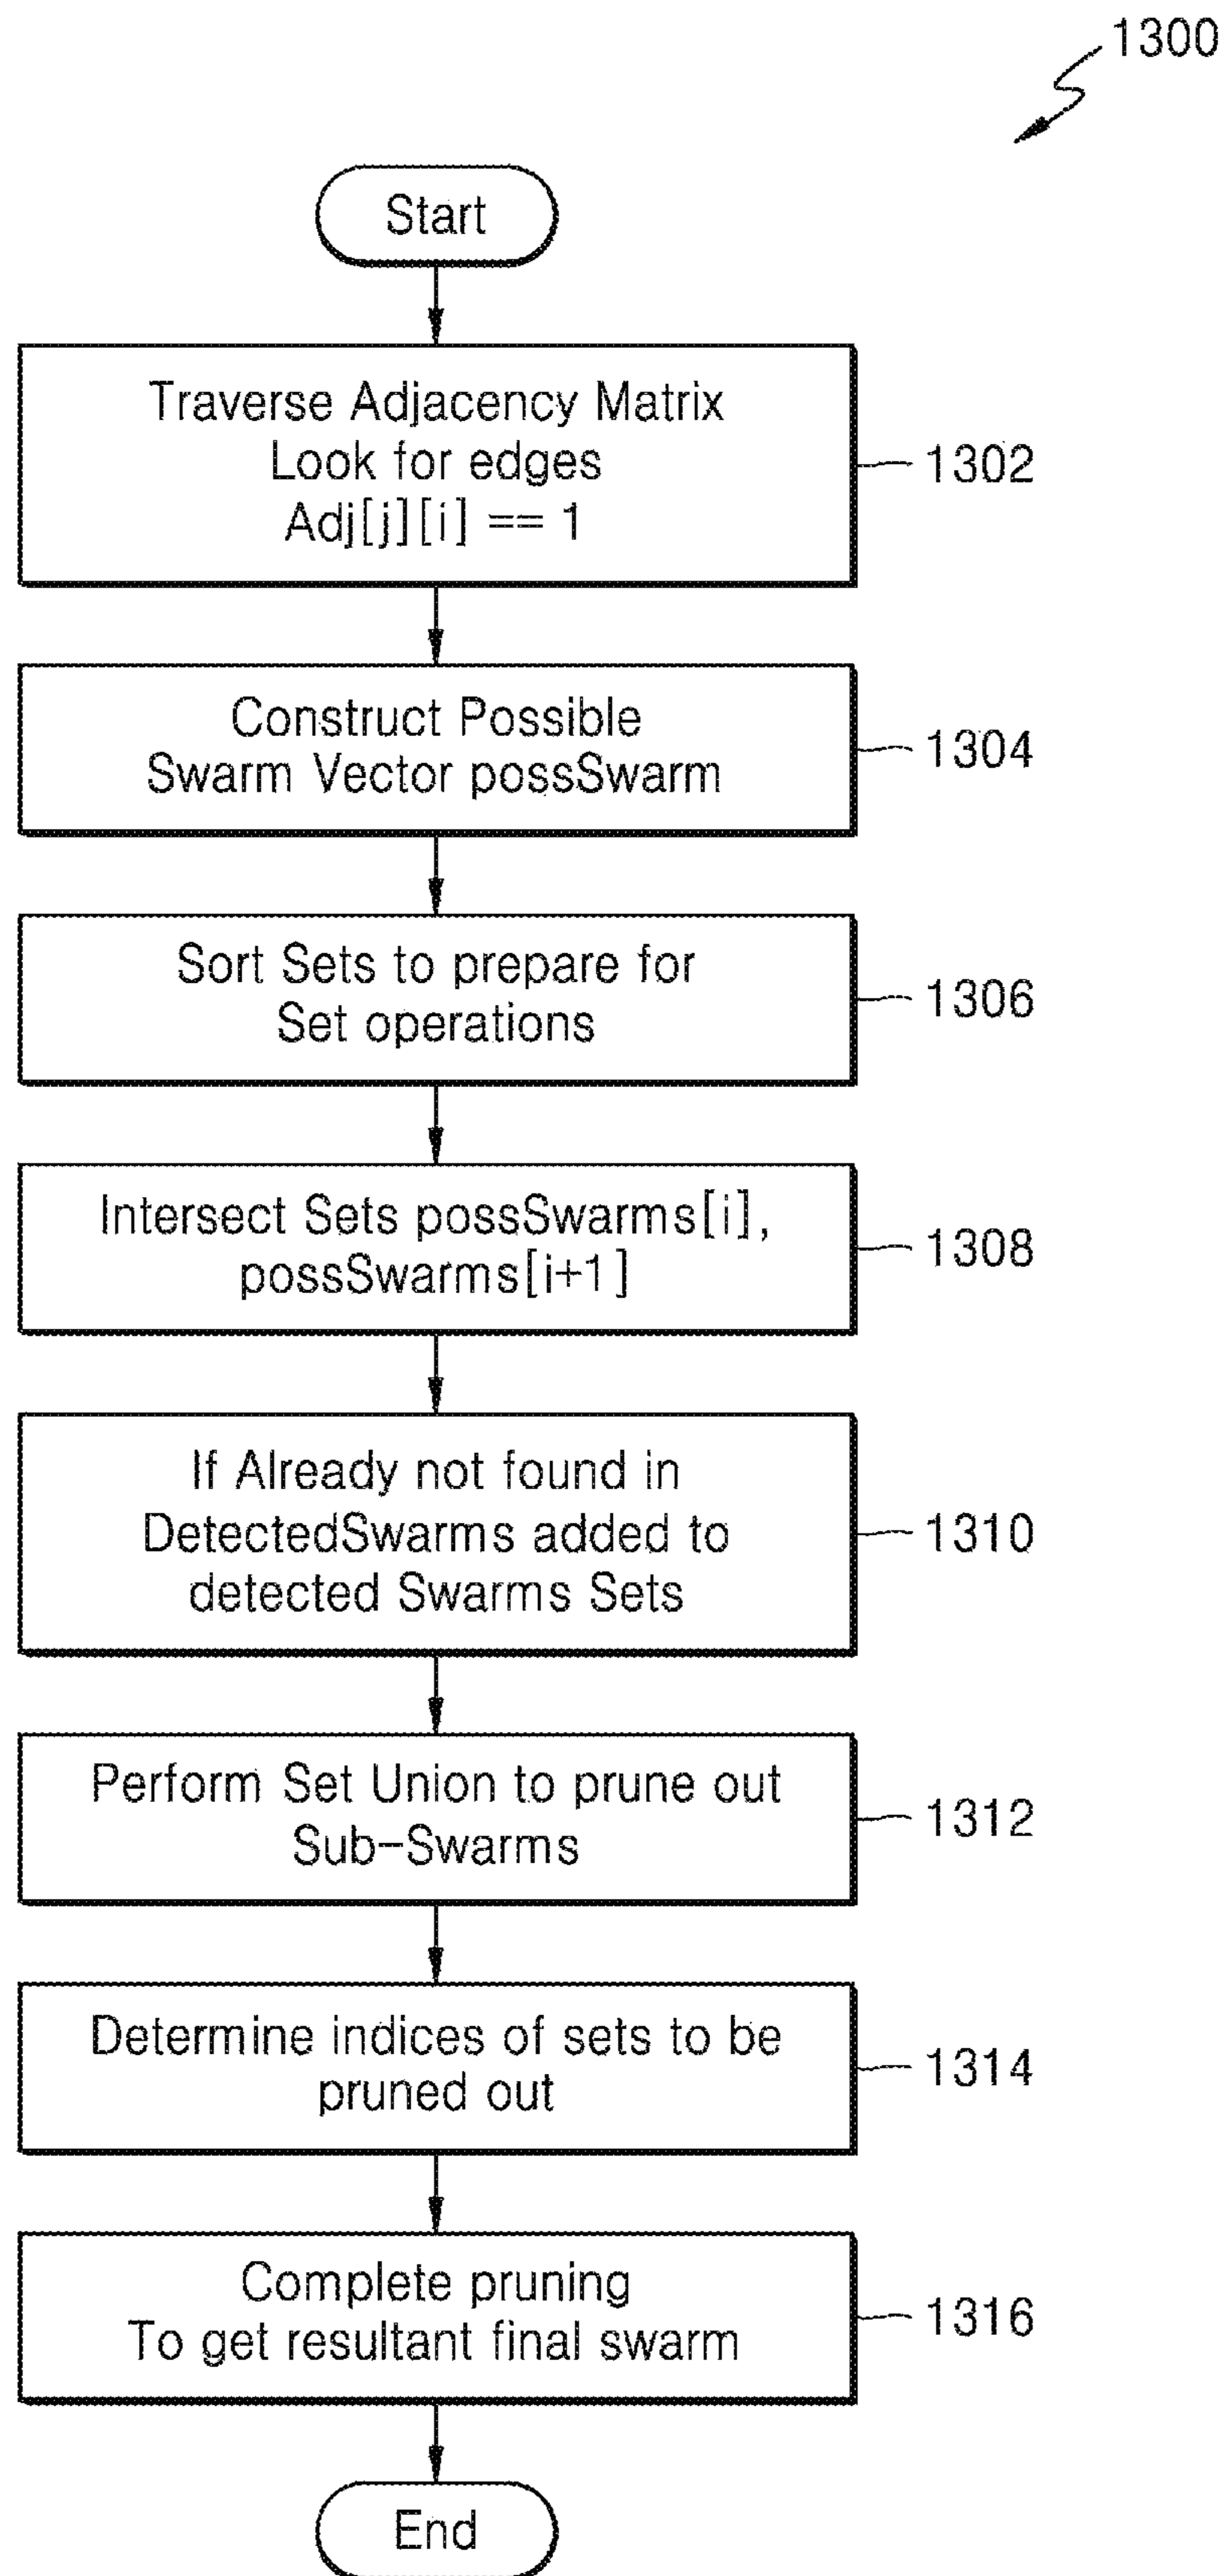 1300
Start
Traverse Adjacency Matrix
Look for edges
Adj[j][i] == 1
1302
Construct Possible
Swarm Vector possSwarm
1304
Sort Sets to prepare for
Set operations
1306
Intersect Sets possSwarms[i],
possSwarms[i+1]
1308
If Already not found in
DetectedSwarms added to
detected Swarms Sets
1310
Perform Set Union to prune out
Sub-Swarms
1312
Determine indices of sets to be
pruned out
1314
Complete pruning
To get resultant final swarm
1316
End